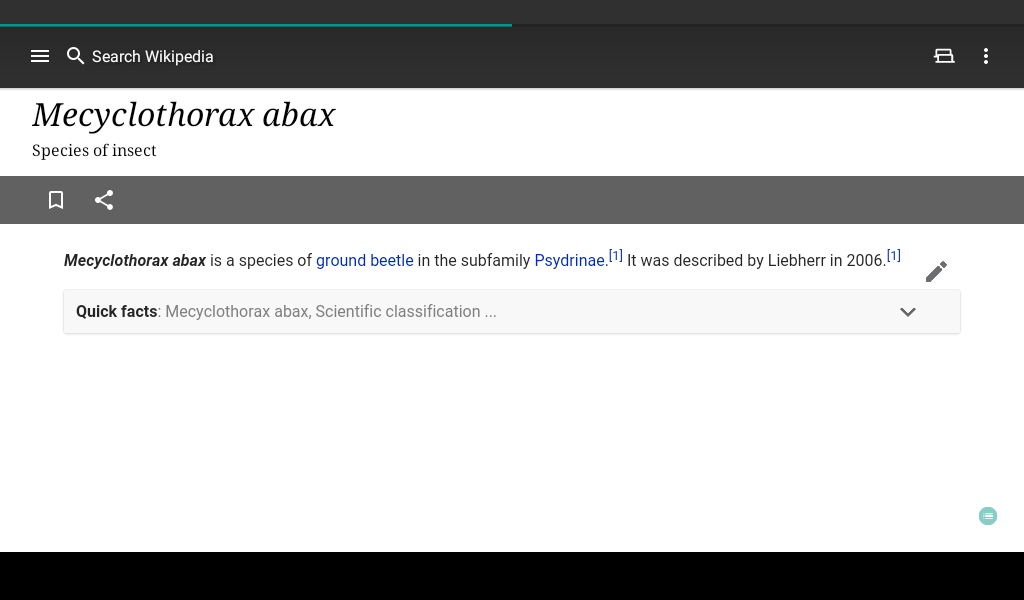 Search Wikipedia
Mecyclothorax abax
Species of insect
Mecyclothorax abax is a species of ground beetle in the subfamily Psydrinae.[1] It was described by Liebherr in 2006.[1]
Quick facts: Mecyclothorax abax, Scientific classification ...